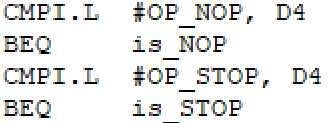 CMPI.L #OP_NOP, D4
BEQ is_NOP
CMPI.L #OP_STOP, D4
BEQ is_STOP